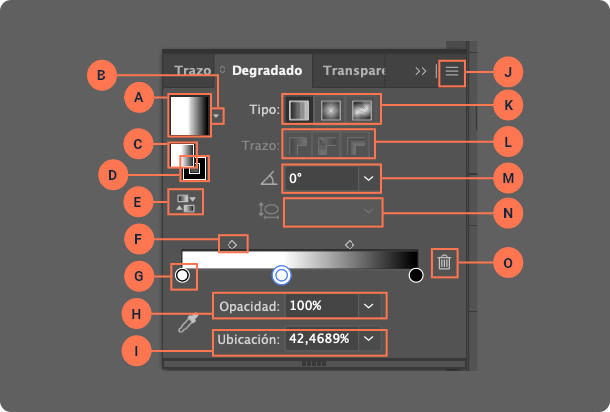 Trazo Degradado Transpare
B
J
A
Tipo:
K
C
Trazo:
L
D
0°
M
E
N
F
G
O
H
Opacidad: 100%
I
Ubicación: 42,4689%